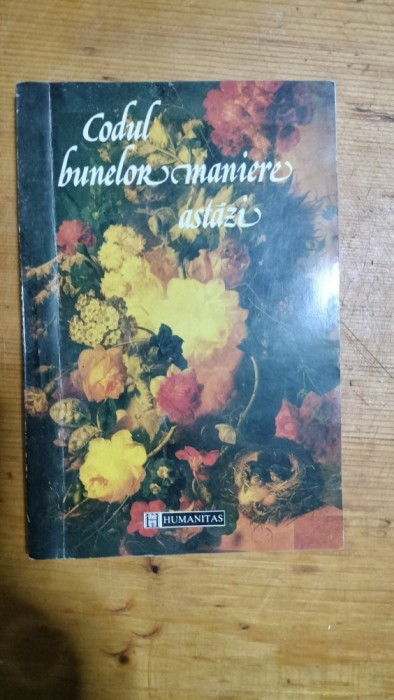 Codul
bunelor maniere
astăzi
HUMANITAS